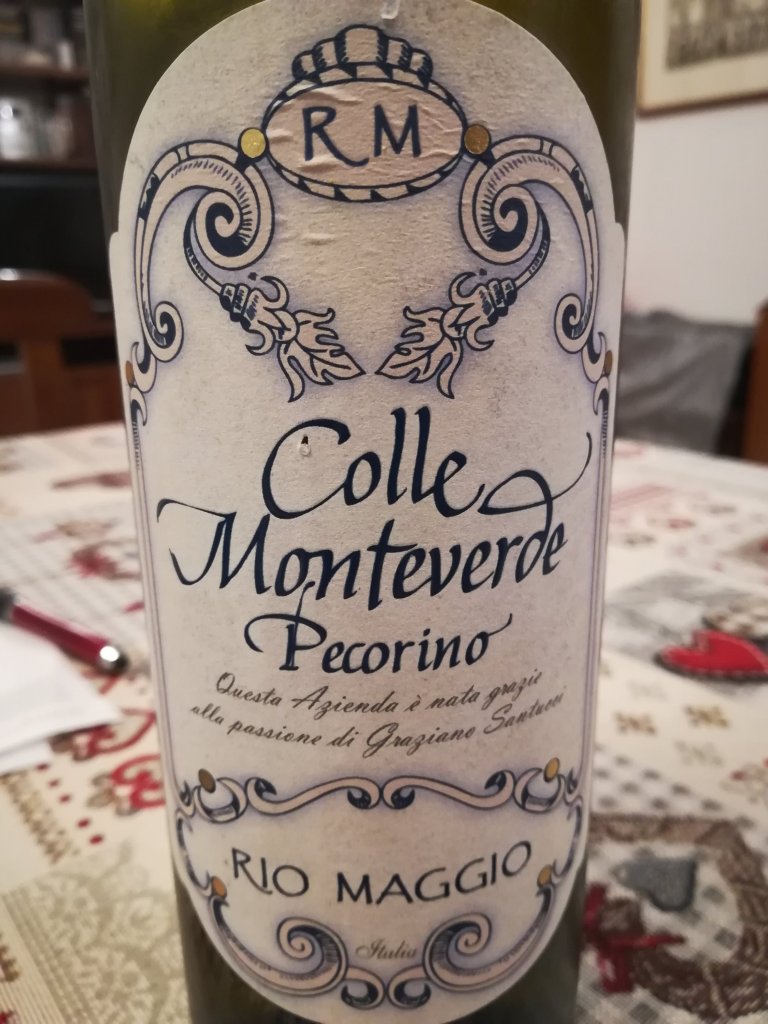 RM
Colle
Monteverde
Pecorino
Questa Azienda è nata grazie
alla passione di Graziano Santucci
RIO MAGGIO
Italia